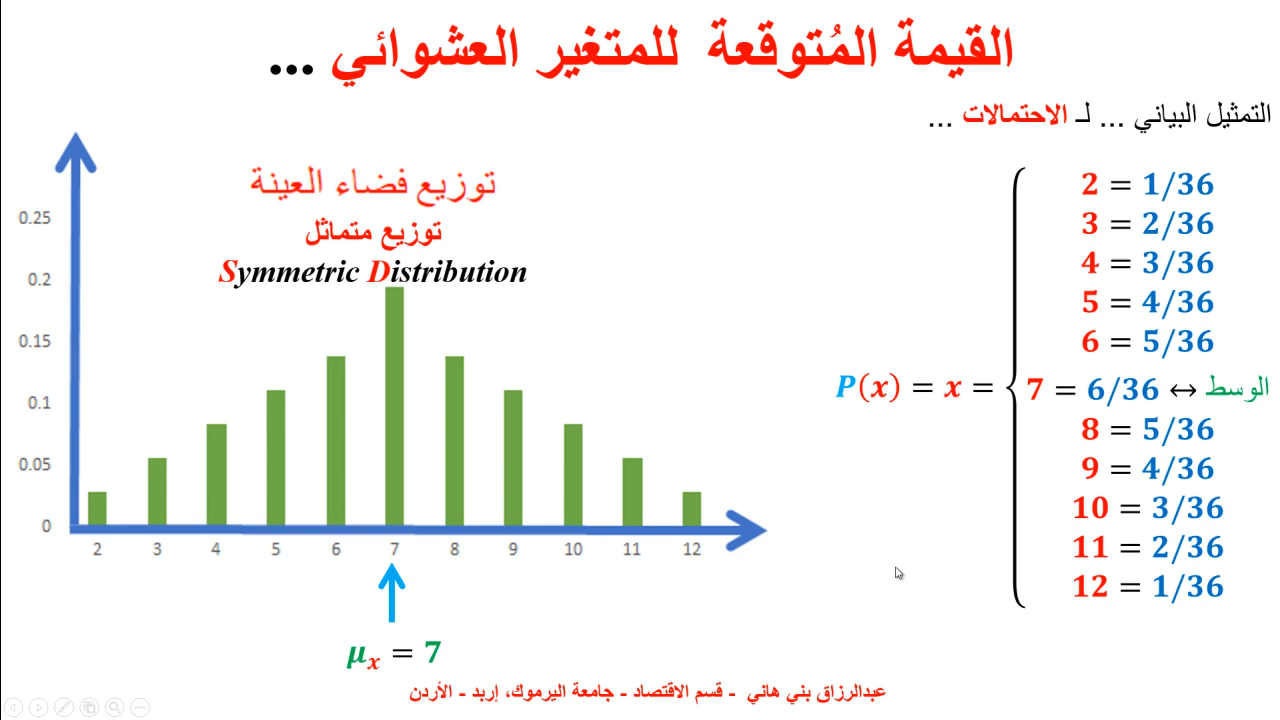 القيمة المُتوقعة للمتغير العشوائي ...
التمثيل البياني ... لـ الاحتمالات ...
توزيع فضاء العينة
توزيع متماثل
Symmetric Distribution
0.25
0.2
0.15
0.1
0.05
0
2 3 4 5 6 7 8 9 10 11 12
μₓ = 7
P(x) = x =
2 = 1/36
3 = 2/36
4 = 3/36
5 = 4/36
6 = 5/36
7 = 6/36 ↔ الوسط
8 = 5/36
9 = 4/36
10 = 3/36
11 = 2/36
12 = 1/36
عبدالرزاق بني هاني - قسم الاقتصاد - جامعة اليرموك، إربد - الأردن